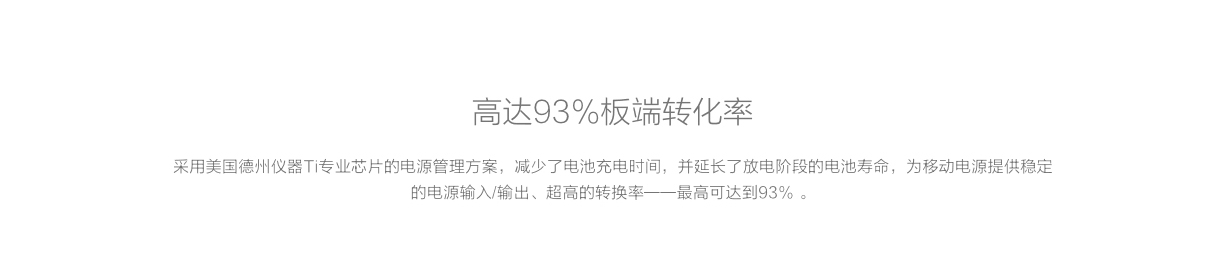 高达93%板端转化率
采用美国德州仪器Ti专业芯片的电源管理方案，减少了电池充电时间，并延长了放电阶段的电池寿命，为移动电源提供稳定
的电源输入/输出、超高的转换率——最高可达到93% 。